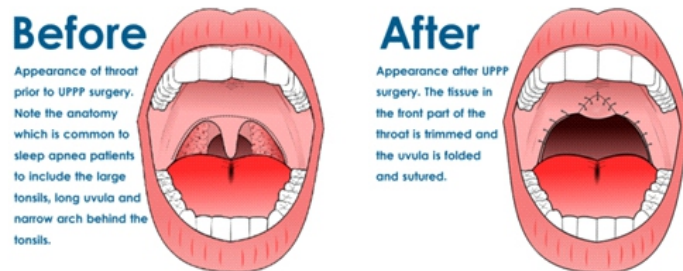 Before
Appearance of throat
prior to UPPP surgery.
Note the anatomy
which is common to
sleep apnea patients
to include the large
tonsils, long uvula and
narrow arch behind the
tonsils.
After
Appearance after UPPP
surgery. The tissue in
the front part of the
throat is trimmed and
the uvula is folded
and sutured.